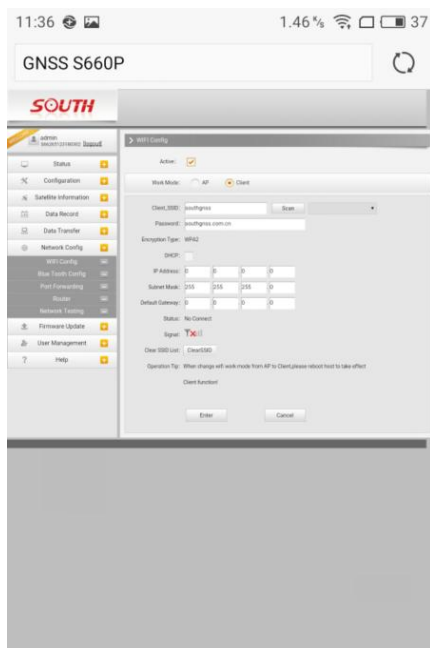 11:36 1.46 K/s 37
GNSS S660P
SOUTH
admin
[logout]
WIFI Config
Status
Configuration
Satellite Information
Data Record
Data Transfer
Network Config
WIFI Config
Blue Tooth Config
Port Forwarding
Router
Network Testing
Firmware Update
User Management
Help
Active:
Work Mode: AP Client
Client_SSID: southgnss Scan
Password: southgnss.com.cn
Encryption Type: WPA2
DHCP:
IP Address: 0 0 0 0
Subnet Mask: 255 255 255 0
Default Gateway: 0 0 0 0
Status: No Connect
Signal:
Clear SSID List: ClearSSID
Operation Tip: When change wifi work mode from AP to Client,please reboot host to take effect
Client function!
Enter Cancel